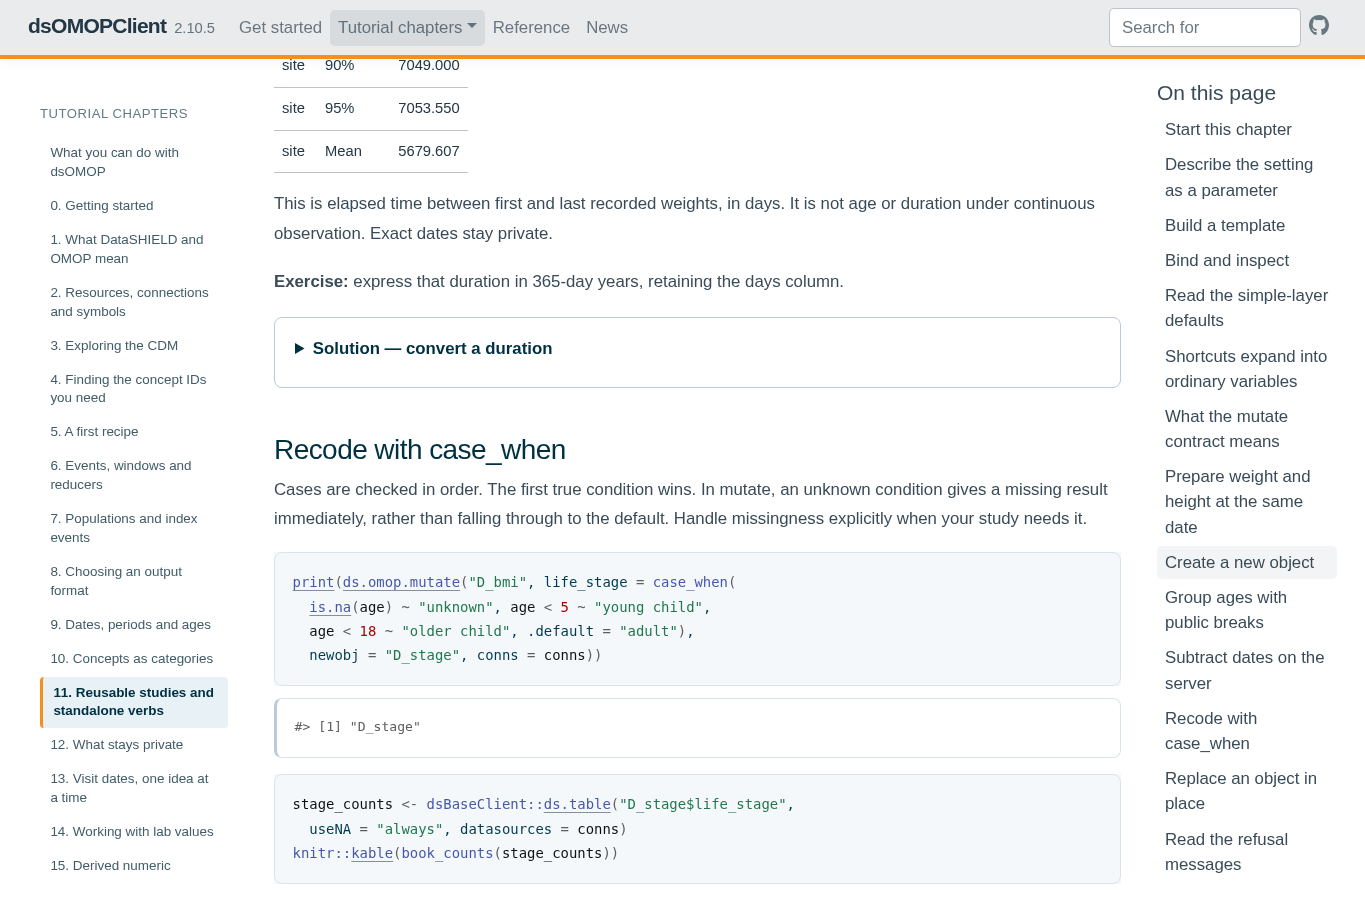 dsOMOPClient 2.10.5 Get started Tutorial chapters Reference News Search for
TUTORIAL CHAPTERS
What you can do with
dsOMOP
0. Getting started
1. What DataSHIELD and
OMOP mean
2. Resources, connections
and symbols
3. Exploring the CDM
4. Finding the concept IDs
you need
5. A first recipe
6. Events, windows and
reducers
7. Populations and index
events
8. Choosing an output
format
9. Dates, periods and ages
10. Concepts as categories
11. Reusable studies and
standalone verbs
12. What stays private
13. Visit dates, one idea at
a time
14. Working with lab values
15. Derived numeric
site 90% 7049.000
site 95% 7053.550
site Mean 5679.607
This is elapsed time between first and last recorded weights, in days. It is not age or duration under continuous
observation. Exact dates stay private.
Exercise: express that duration in 365-day years, retaining the days column.
▶ Solution — convert a duration
Recode with case_when
Cases are checked in order. The first true condition wins. In mutate, an unknown condition gives a missing result
immediately, rather than falling through to the default. Handle missingness explicitly when your study needs it.
print(ds.omop.mutate("D_bmi", life_stage = case_when(
  is.na(age) ~ "unknown", age < 5 ~ "young child",
  age < 18 ~ "older child", .default = "adult"),
  newobj = "D_stage", conns = conns))
#> [1] "D_stage"
stage_counts <- dsBaseClient::ds.table("D_stage$life_stage",
  useNA = "always", datasources = conns)
knitr::kable(book_counts(stage_counts))
On this page
Start this chapter
Describe the setting
as a parameter
Build a template
Bind and inspect
Read the simple-layer
defaults
Shortcuts expand into
ordinary variables
What the mutate
contract means
Prepare weight and
height at the same
date
Create a new object
Group ages with
public breaks
Subtract dates on the
server
Recode with
case_when
Replace an object in
place
Read the refusal
messages